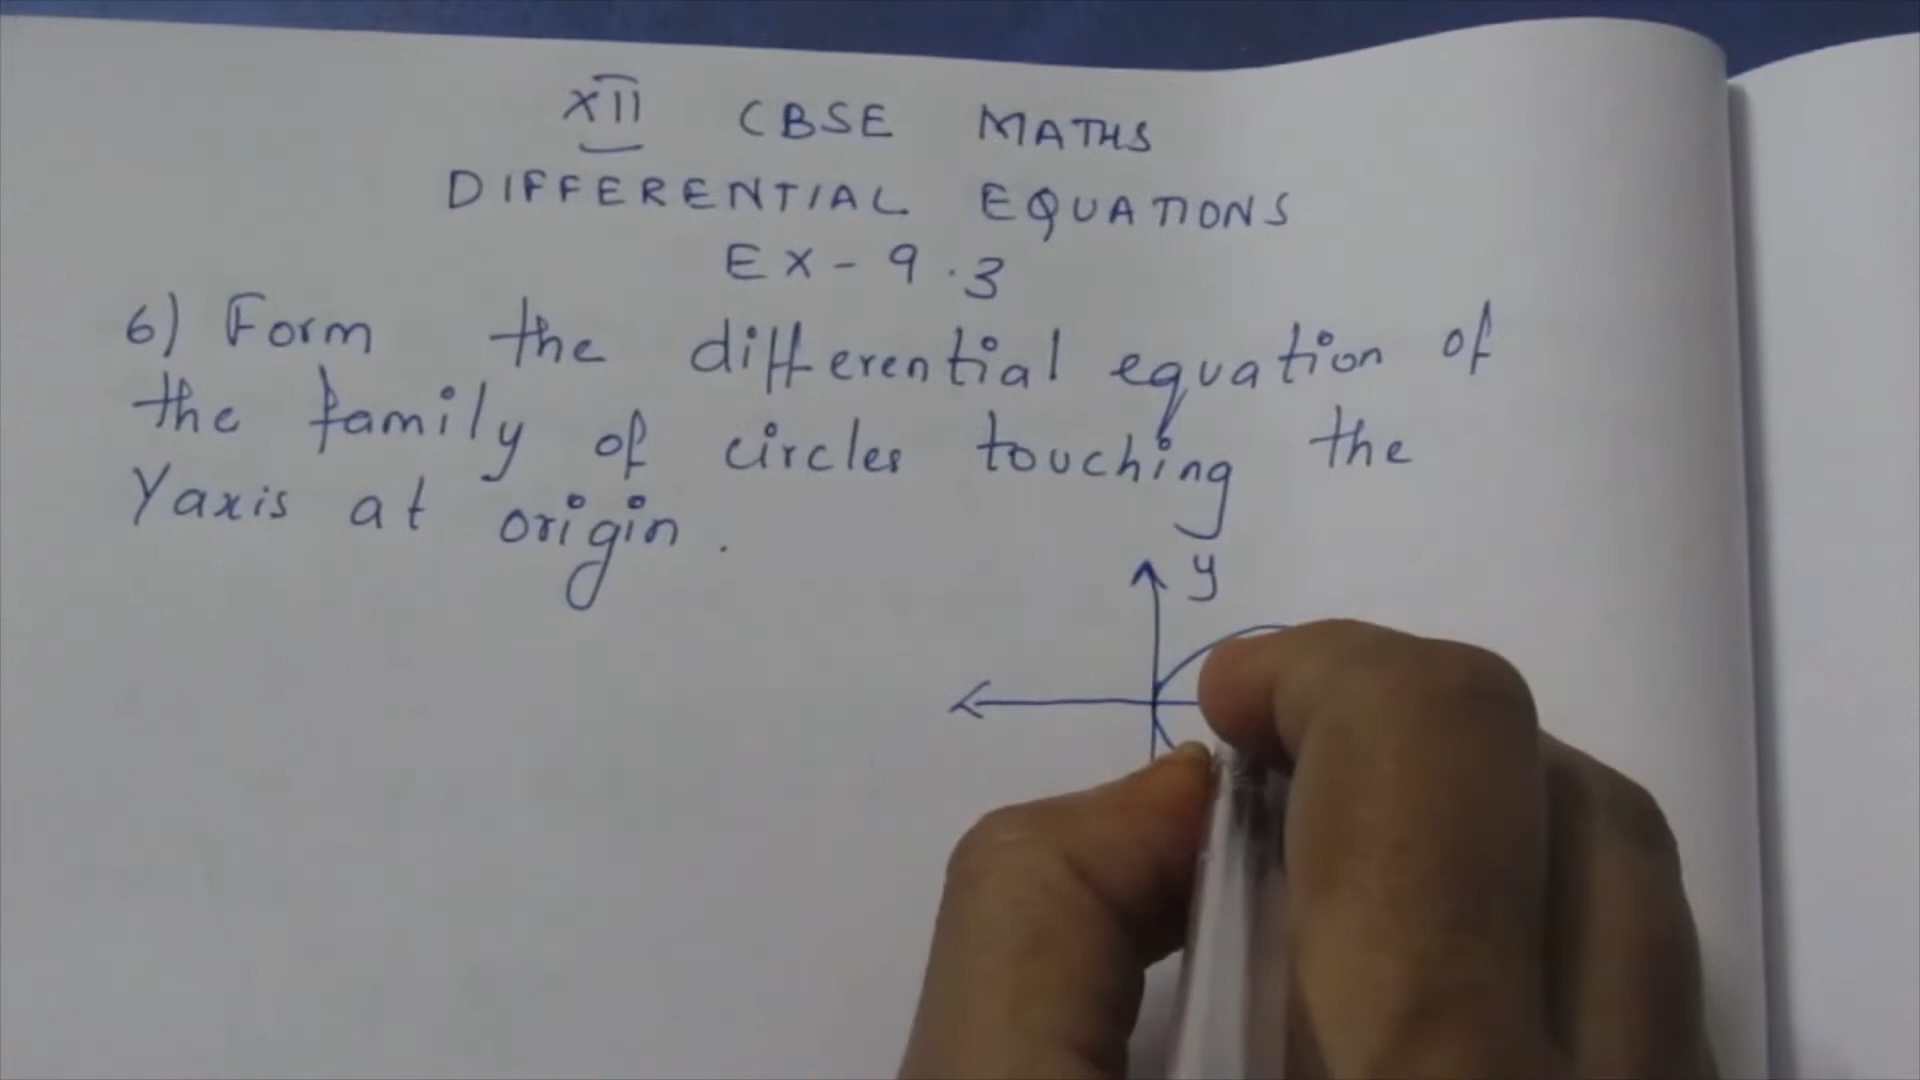 XII CBSE MATHS
DIFFERENTIAL EQUATIONS
EX - 9.3
6) Form the differential equation of
the family of circles touching the
Yaxis at origin.
y